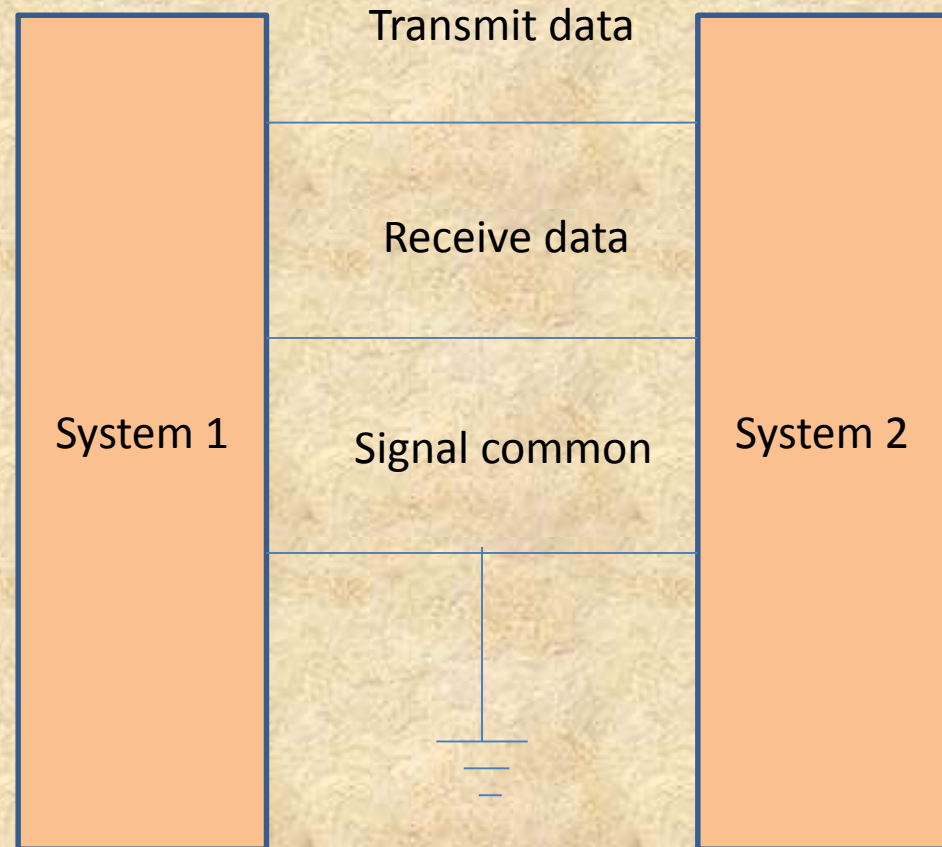 Transmit data
Receive data
System 1
Signal common
System 2